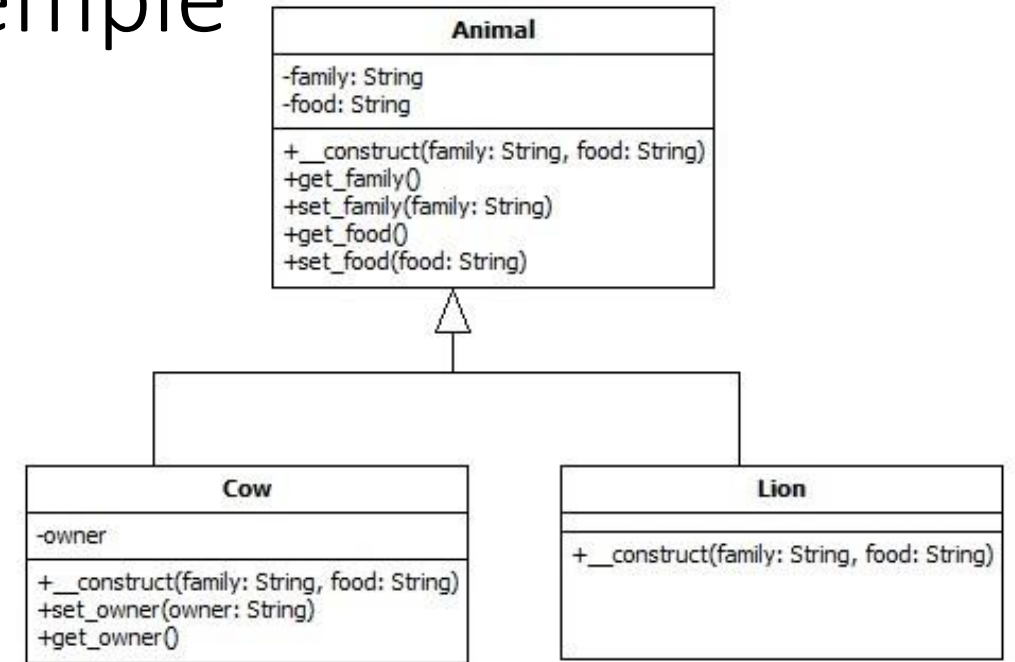 Animal
-family: String
-food: String
+__construct(family: String, food: String)
+get_family()
+set_family(family: String)
+get_food()
+set_food(food: String)
Cow
-owner
+__construct(family: String, food: String)
+set_owner(owner: String)
+get_owner()
Lion
+__construct(family: String, food: String)